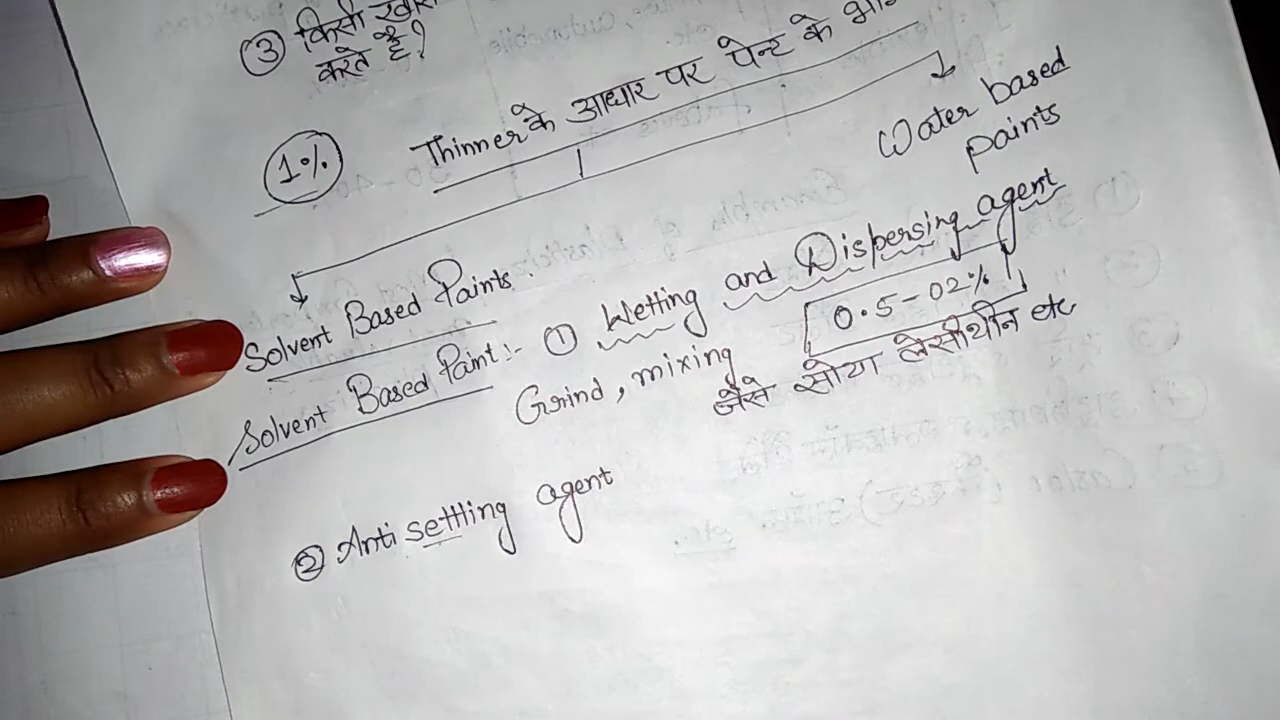 ③ किसी
करते है?
1% Thinner के आधार पर पेन्ट के
Water based
paints
Solvent Based Paints.
Solvent Based Paint:- ① Wetting and Dispersing agent
0.5-02%
Grind, mixing
जैसे सोया लेसीथीन etc
② Anti settling agent